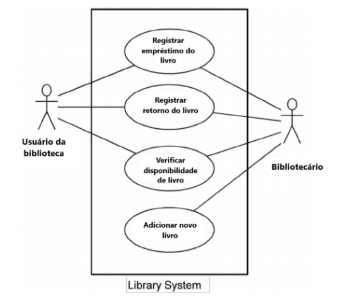 Registrar
empréstimo do
livro
Registrar
retorno do livro
Usuário da
biblioteca
Verificar
disponibilidade
de livro
Bibliotecário
Adicionar novo
livro
Library System